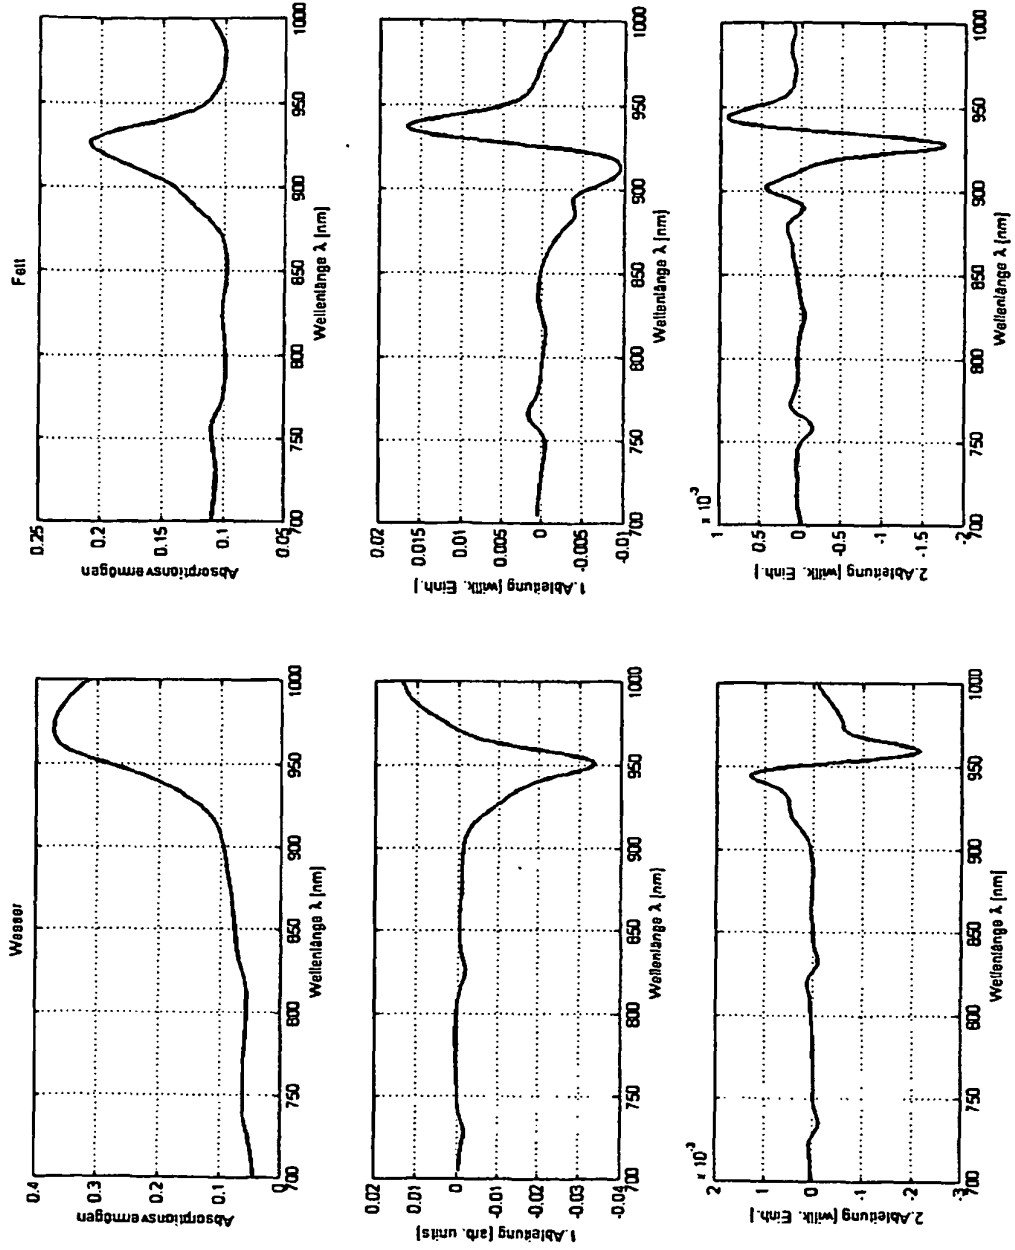 Wasser
Absorptionsvermögen
0.4
0.3
0.2
0.1
0
700 750 800 850 900 950 1000
Wellenlänge λ [nm]
Fett
Absorptionsvermögen
0.25
0.2
0.15
0.1
0.05
700 750 800 850 900 950 1000
Wellenlänge λ [nm]
1.Ableitung [arb. units]
0.02
0.01
0
-0.01
-0.02
-0.03
-0.04
700 750 800 850 900 950 1000
Wellenlänge λ [nm]
1.Ableitung [willk. Einh.]
0.02
0.015
0.01
0.005
0
-0.005
-0.01
700 750 800 850 900 950 1000
Wellenlänge λ [nm]
x 10⁻³
2.Ableitung [willk. Einh.]
2
1
0
-1
-2
-3
700 750 800 850 900 950 1000
Wellenlänge λ [nm]
x 10⁻³
2.Ableitung [willk. Einh.]
1
0.5
0
-0.5
-1
-1.5
-2
700 750 800 850 900 950 1000
Wellenlänge λ [nm]